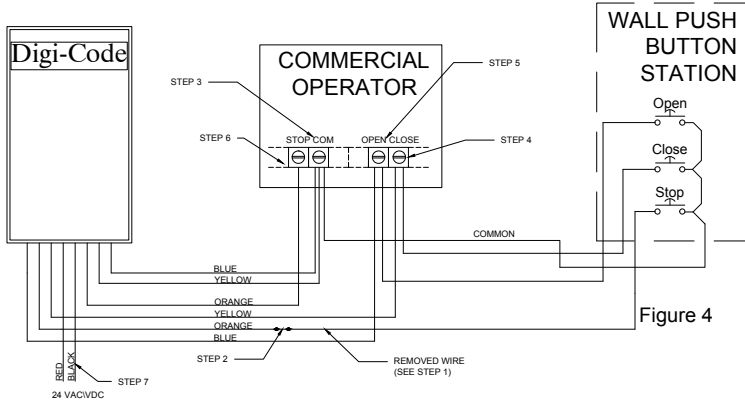 Digi-Code
COMMERCIAL
OPERATOR
WALL PUSH
BUTTON
STATION
STEP 3
STEP 5
STEP 6
STOP COM
OPEN CLOSE
STEP 4
Open
Close
Stop
COMMON
BLUE
YELLOW
ORANGE
YELLOW
ORANGE
BLUE
Figure 4
STEP 2
REMOVED WIRE
(SEE STEP 1)
RED
BLACK
STEP 7
24 VAC\VDC